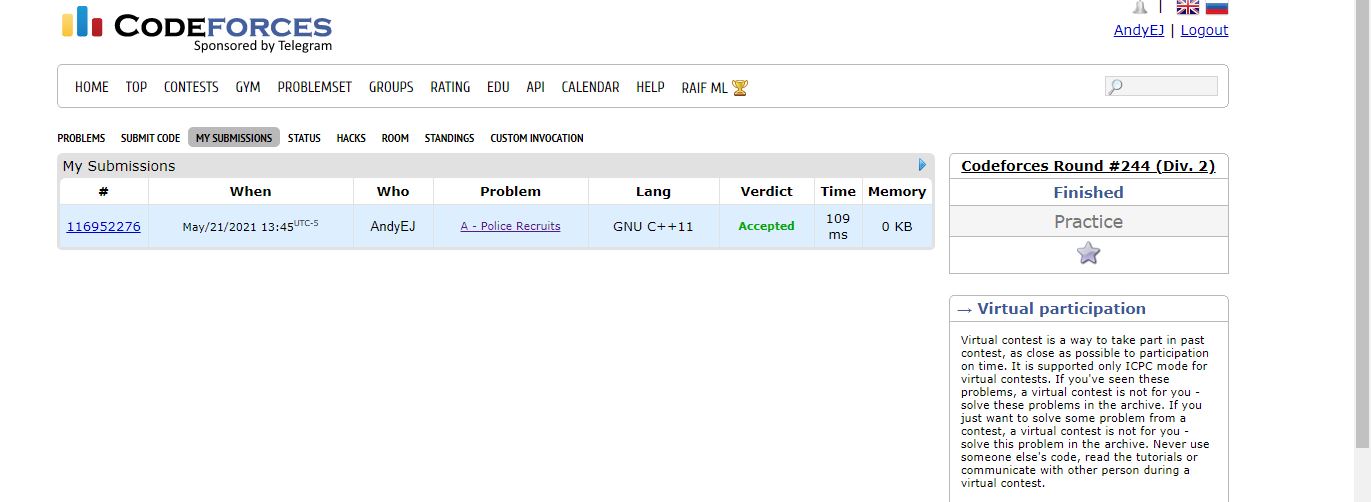 CODEFORCES
Sponsored by Telegram
|
AndyEJ | Logout
HOME TOP CONTESTS GYM PROBLEMSET GROUPS RATING EDU API CALENDAR HELP RAIF ML
PROBLEMS SUBMIT CODE MY SUBMISSIONS STATUS HACKS ROOM STANDINGS CUSTOM INVOCATION
My Submissions
# When Who Problem Lang Verdict Time Memory
116952276 May/21/2021 13:45UTC-5 AndyEJ A - Police Recruits GNU C++11 Accepted 109 ms 0 KB
Codeforces Round #244 (Div. 2)
Finished
Practice
→ Virtual participation
Virtual contest is a way to take part in past
contest, as close as possible to participation
on time. It is supported only ICPC mode for
virtual contests. If you've seen these
problems, a virtual contest is not for you -
solve these problems in the archive. If you
just want to solve some problem from a
contest, a virtual contest is not for you -
solve this problem in the archive. Never use
someone else's code, read the tutorials or
communicate with other person during a
virtual contest.